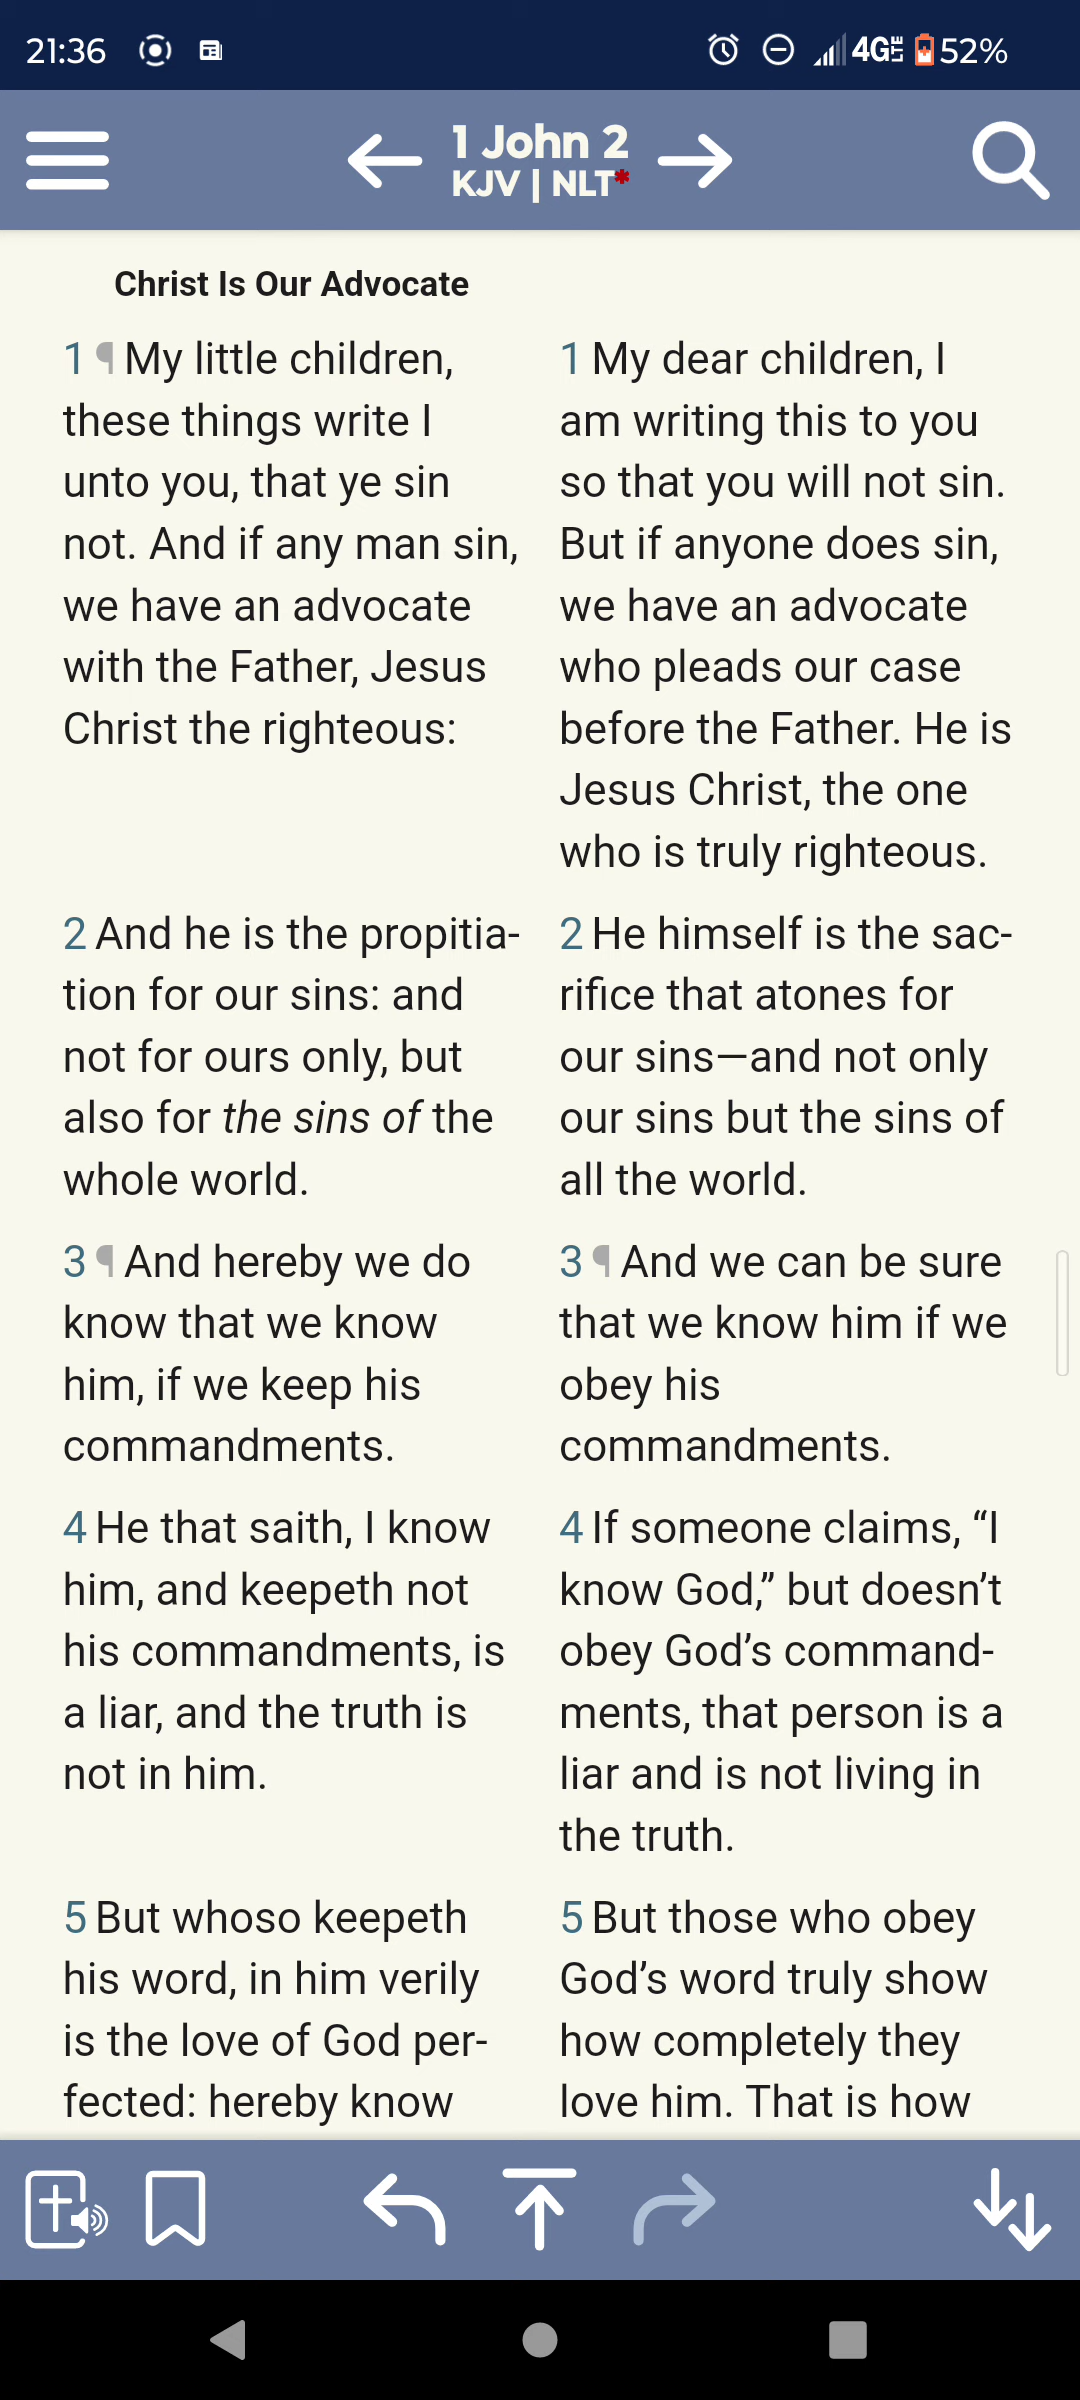 21:36
4G LTE 52%
1 John 2
KJV | NLT*
Christ Is Our Advocate
1 ¶ My little children,
these things write I
unto you, that ye sin
not. And if any man sin,
we have an advocate
with the Father, Jesus
Christ the righteous:
1 My dear children, I
am writing this to you
so that you will not sin.
But if anyone does sin,
we have an advocate
who pleads our case
before the Father. He is
Jesus Christ, the one
who is truly righteous.
2 And he is the propitia-
tion for our sins: and
not for ours only, but
also for the sins of the
whole world.
2 He himself is the sac-
rifice that atones for
our sins—and not only
our sins but the sins of
all the world.
3 ¶ And hereby we do
know that we know
him, if we keep his
commandments.
3 ¶ And we can be sure
that we know him if we
obey his
commandments.
4 He that saith, I know
him, and keepeth not
his commandments, is
a liar, and the truth is
not in him.
4 If someone claims, “I
know God,” but doesn’t
obey God’s command-
ments, that person is a
liar and is not living in
the truth.
5 But whoso keepeth
his word, in him verily
is the love of God per-
fected: hereby know
5 But those who obey
God’s word truly show
how completely they
love him. That is how